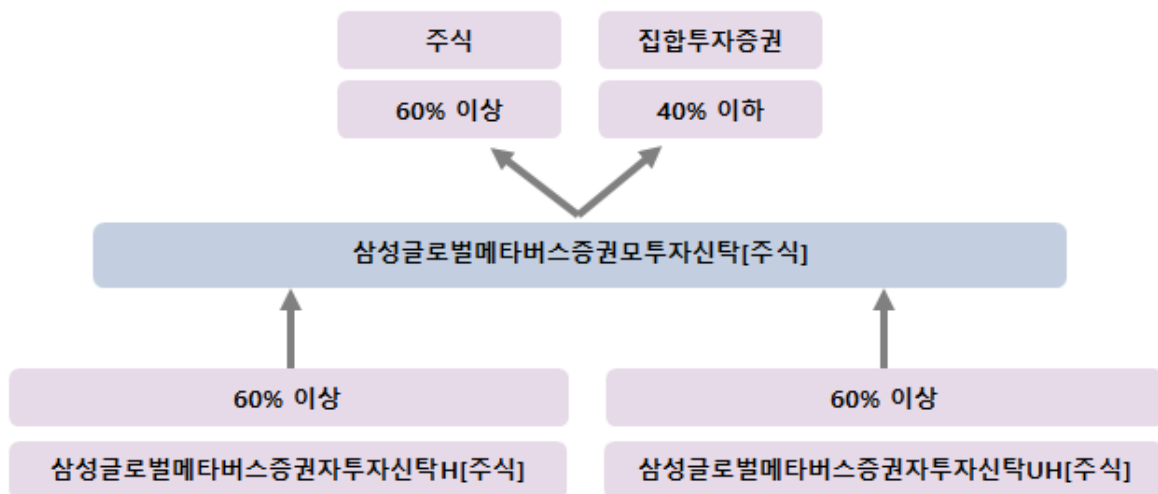 주식
집합투자증권
60% 이상
40% 이하
삼성글로벌메타버스증권모투자신탁[주식]
60% 이상
60% 이상
삼성글로벌메타버스증권자투자신탁H[주식]
삼성글로벌메타버스증권자투자신탁UH[주식]